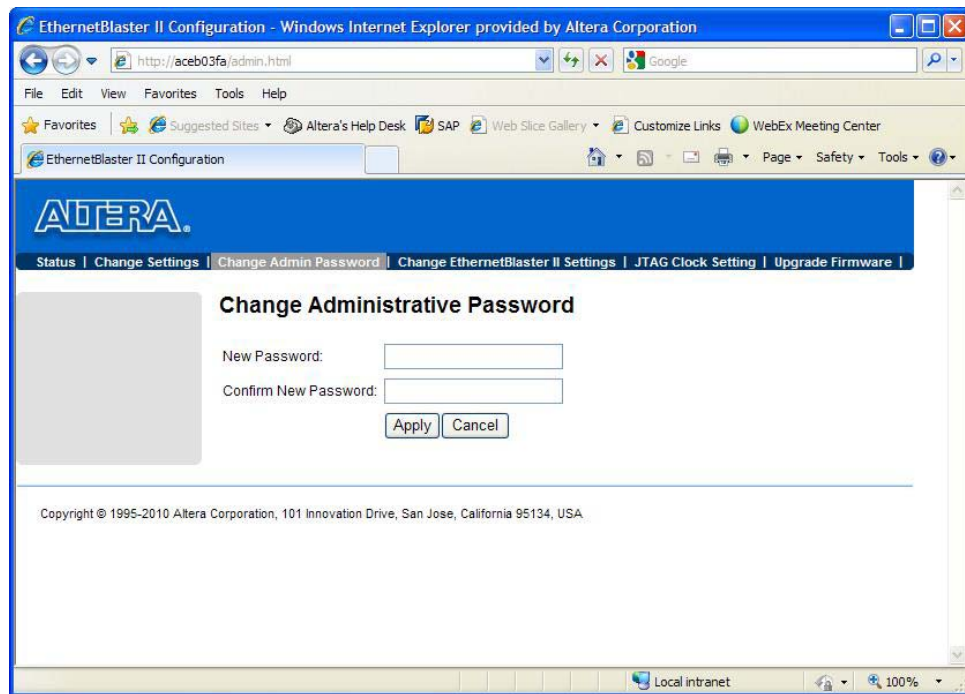 EthernetBlaster II Configuration - Windows Internet Explorer provided by Altera Corporation
http://aceb03fa/admin.html Google
File Edit View Favorites Tools Help
Favorites Suggested Sites Altera's Help Desk SAP Web Slice Gallery Customize Links WebEx Meeting Center
EthernetBlaster II Configuration Page Safety Tools
ALTERA®
Status | Change Settings | Change Admin Password | Change EthernetBlaster II Settings | JTAG Clock Setting | Upgrade Firmware |
Change Administrative Password
New Password:
Confirm New Password:
Apply Cancel
Copyright © 1995-2010 Altera Corporation, 101 Innovation Drive, San Jose, California 95134, USA
Local intranet 100%